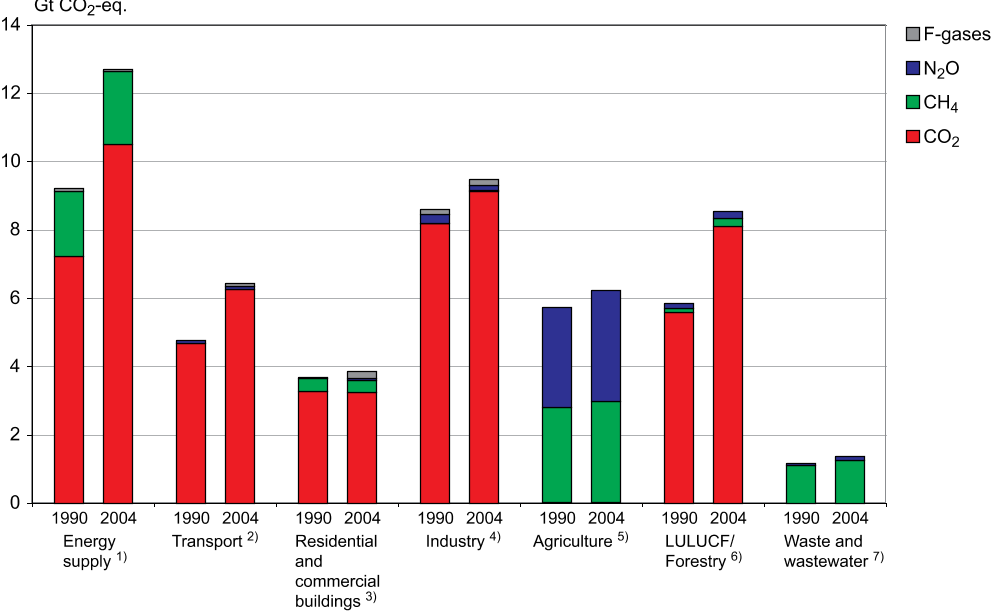 Gt CO₂-eq.
14
12
10
8
6
4
2
0
F-gases
N₂O
CH₄
CO₂
1990 2004 1990 2004 1990 2004 1990 2004 1990 2004 1990 2004 1990 2004
Energy
supply 1)
Transport 2)
Residential
and
commercial
buildings 3)
Industry 4)
Agriculture 5)
LULUCF/
Forestry 6)
Waste and
wastewater 7)